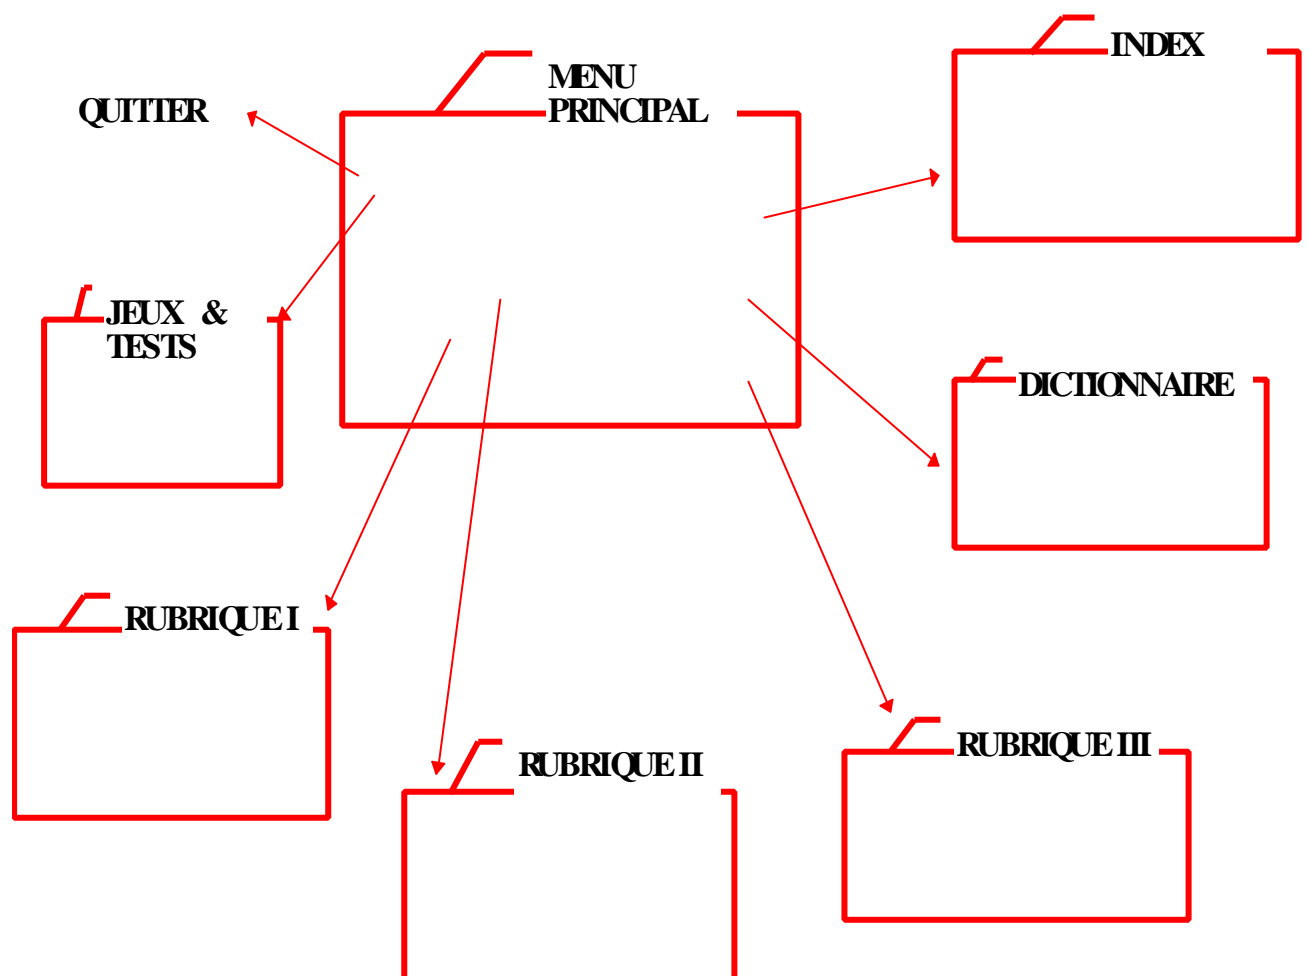 INDEX
MENU
PRINCIPAL
QUITTER
JEUX &
TESTS
DICTIONNAIRE
RUBRIQUE I
RUBRIQUE II
RUBRIQUE III